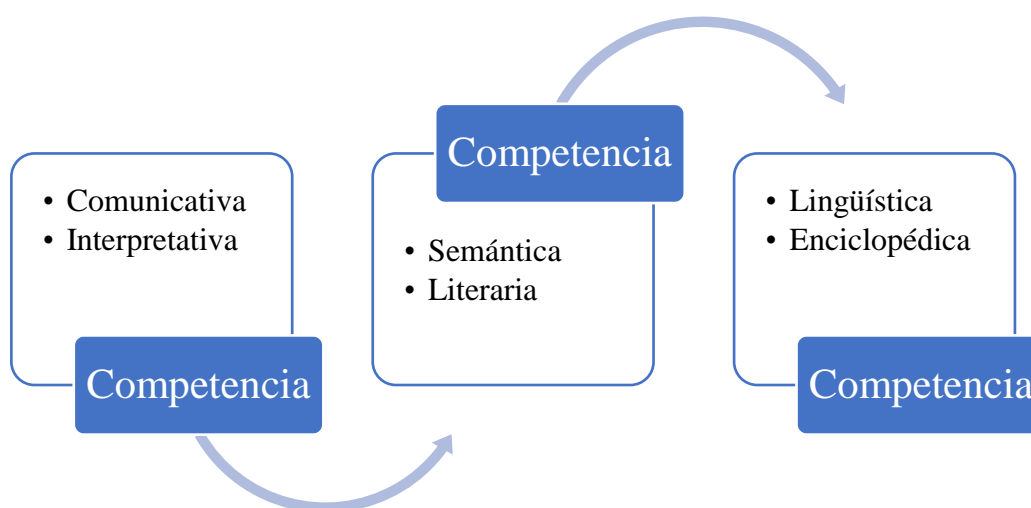 • Comunicativa
• Interpretativa
Competencia
Competencia
• Semántica
• Literaria
• Lingüística
• Enciclopédica
Competencia